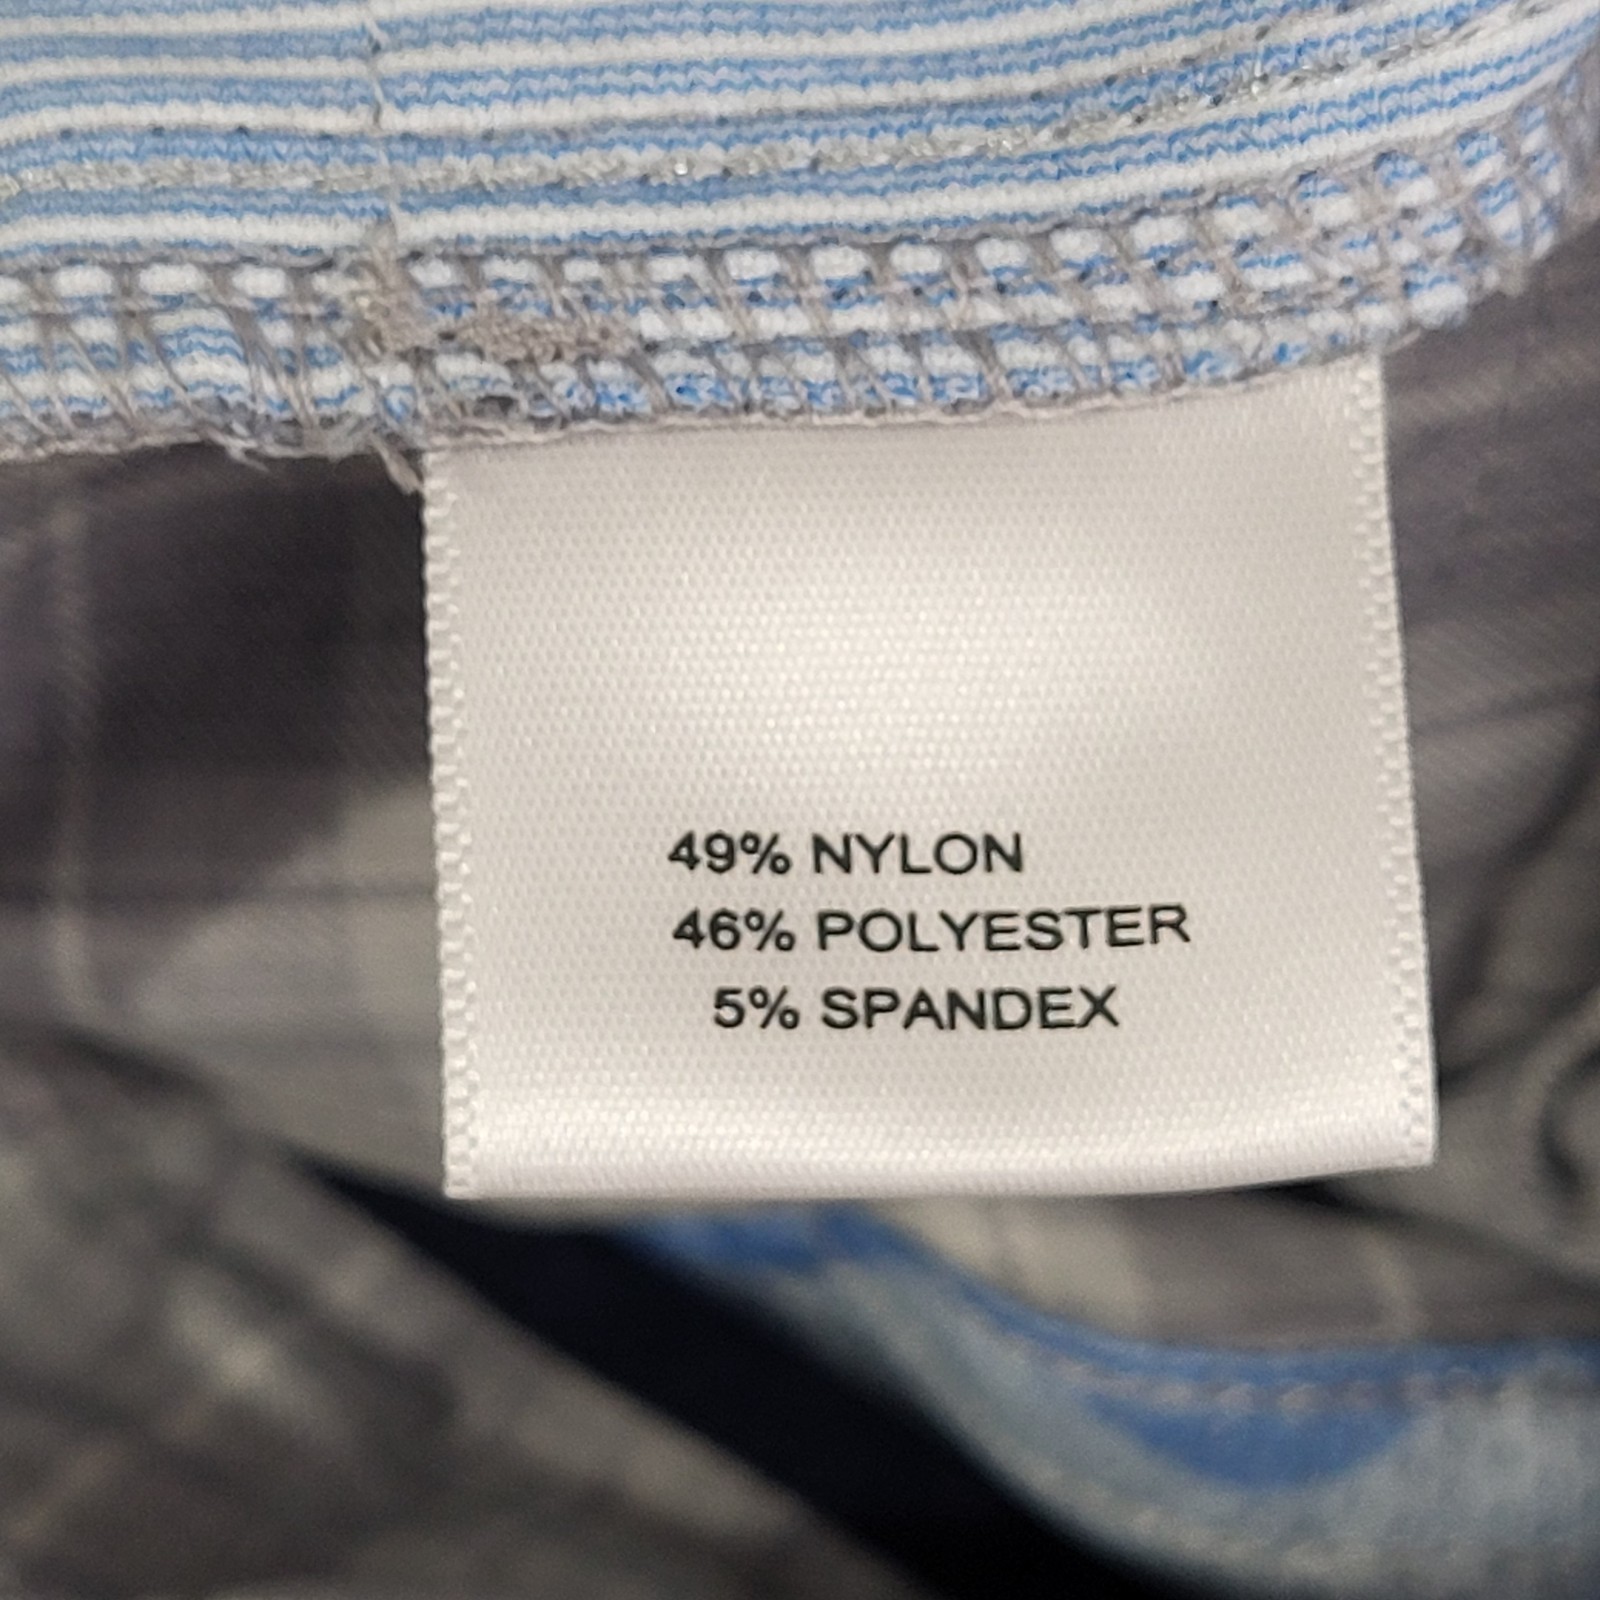 49% NYLON
46% POLYESTER
5% SPANDEX